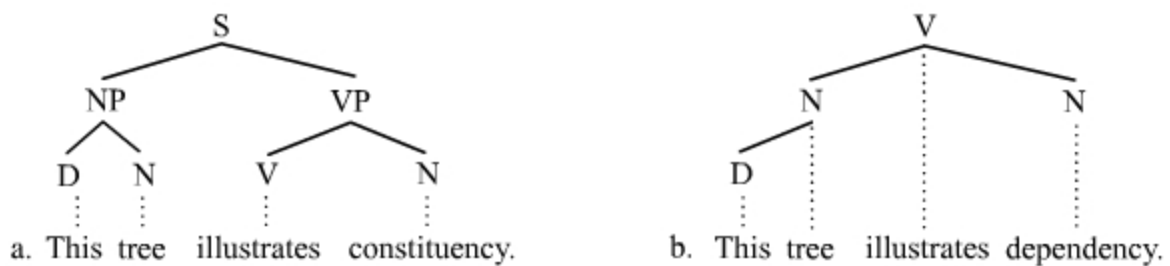 S V
NP VP N N
D N V N D
a. This tree illustrates constituency. b. This tree illustrates dependency.